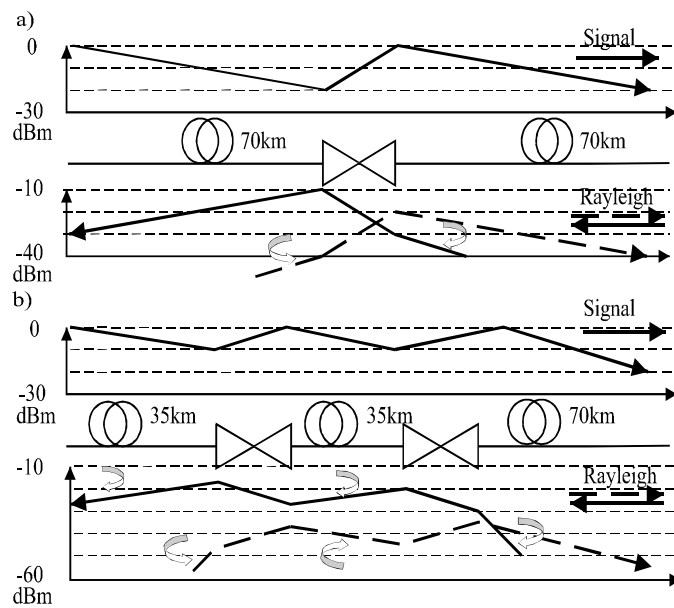 a)
0
Signal
-30
dBm
70km
70km
-10
Rayleigh
-40
dBm
b)
0
Signal
-30
dBm
35km
35km
70km
-10
Rayleigh
-60
dBm